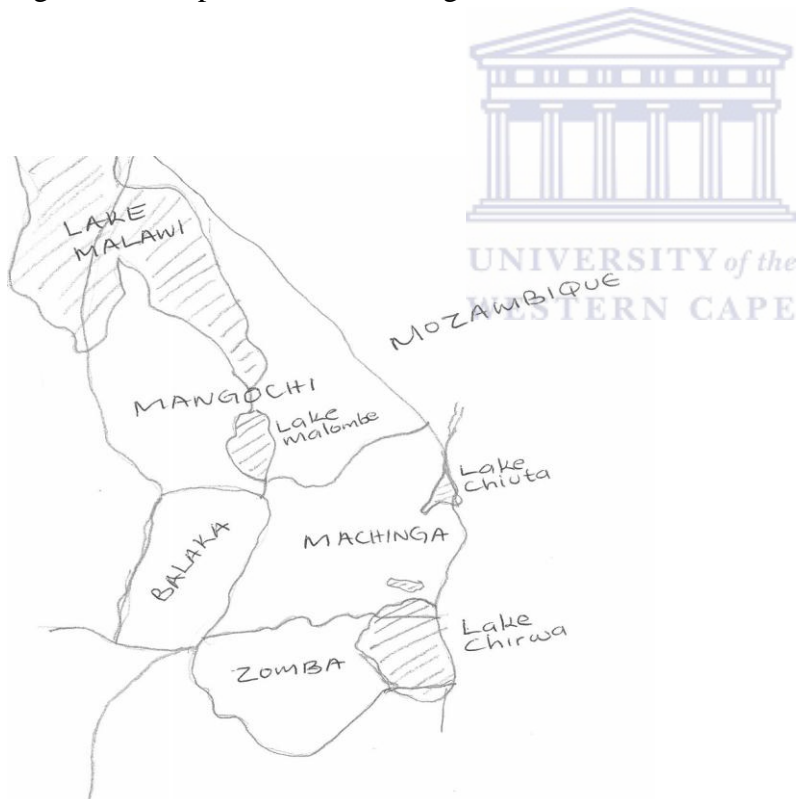 UNIVERSITY of the
WESTERN CAPE
LAKE
MALAWI
MOZAMBIQUE
MANGOCHI
Lake
malombe
Lake
Chiuta
BALAKA
MACHINGA
Lake
Chirwa
ZOMBA